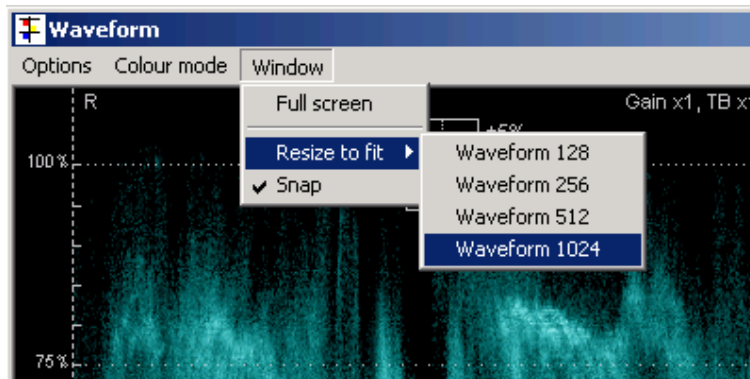 Waveform
Options Colour mode Window
R
Gain x1, TB x1
Full screen
+5%
Resize to fit
Waveform 128
100%
Waveform 256
Snap
Waveform 512
Waveform 1024
75%